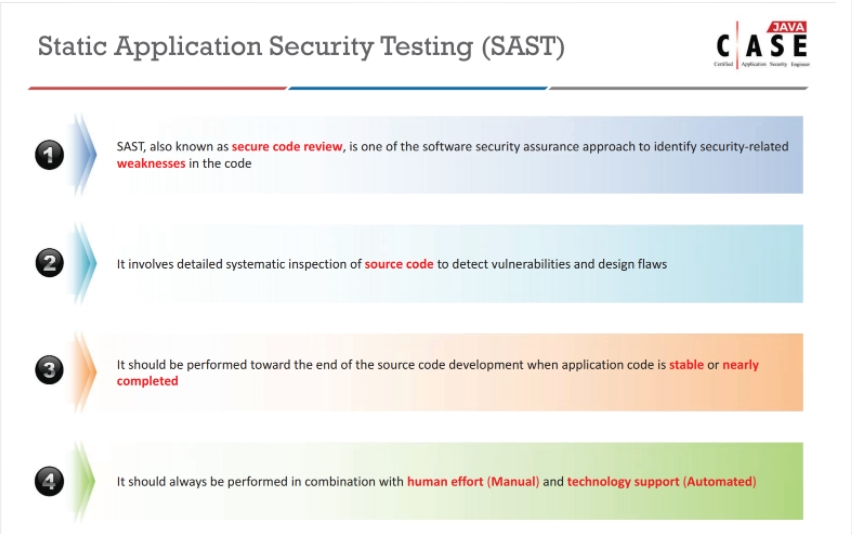 Static Application Security Testing (SAST)
JAVA
C A S E
Certified Application Security Engineer
1
SAST, also known as secure code review, is one of the software security assurance approach to identify security-related
weaknesses in the code
2
It involves detailed systematic inspection of source code to detect vulnerabilities and design flaws
3
It should be performed toward the end of the source code development when application code is stable or nearly
completed
4
It should always be performed in combination with human effort (Manual) and technology support (Automated)